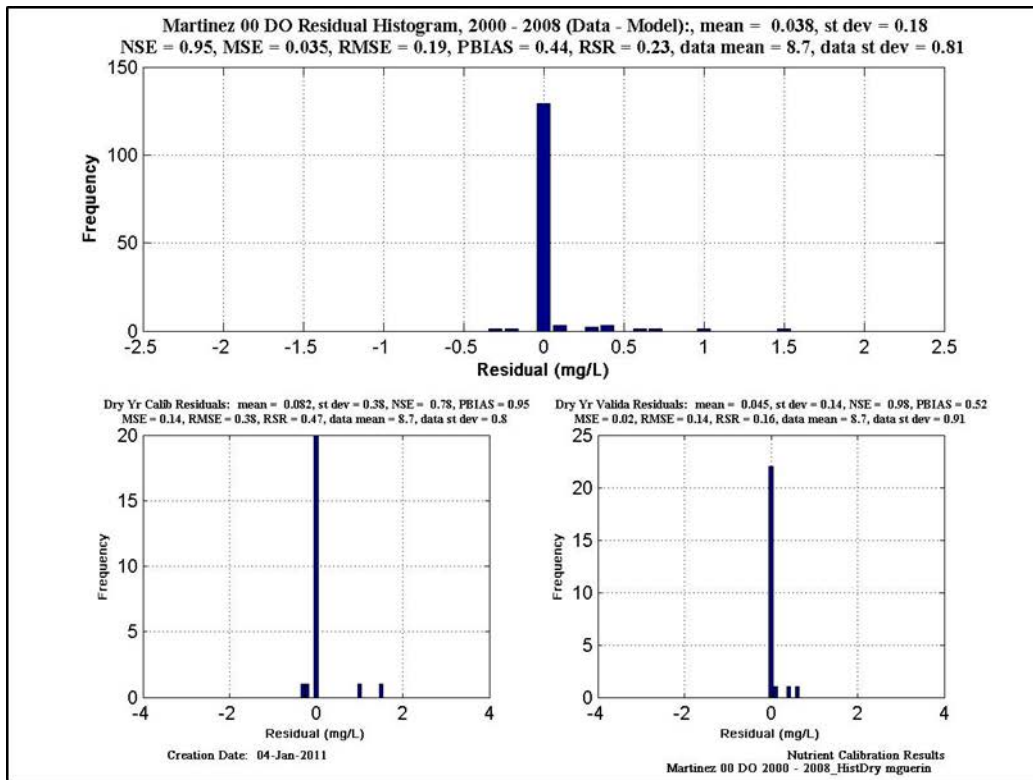 Martinez 00 DO Residual Histogram, 2000 - 2008 (Data - Model):, mean = 0.038, st dev = 0.18
NSE = 0.95, MSE = 0.035, RMSE = 0.19, PBIAS = 0.44, RSR = 0.23, data mean = 8.7, data st dev = 0.81
150
100
50
0
Frequency
-2.5 -2 -1.5 -1 -0.5 0 0.5 1 1.5 2 2.5
Residual (mg/L)
Dry Yr Calib Residuals: mean = 0.082, st dev = 0.38, NSE = 0.78, PBIAS = 0.95
MSE = 0.14, RMSE = 0.38, RSR = 0.47, data mean = 8.7, data st dev = 0.8
20
15
10
5
0
Frequency
-4 -2 0 2 4
Residual (mg/L)
Creation Date: 04-Jan-2011
Dry Yr Valida Residuals: mean = 0.045, st dev = 0.14, NSE = 0.98, PBIAS = 0.52
MSE = 0.02, RMSE = 0.14, RSR = 0.16, data mean = 8.7, data st dev = 0.91
25
20
15
10
5
0
Frequency
-4 -2 0 2 4
Residual (mg/L)
Nutrient Calibration Results
Martinez 00 DO 2000 - 2008_HistDry mguerin